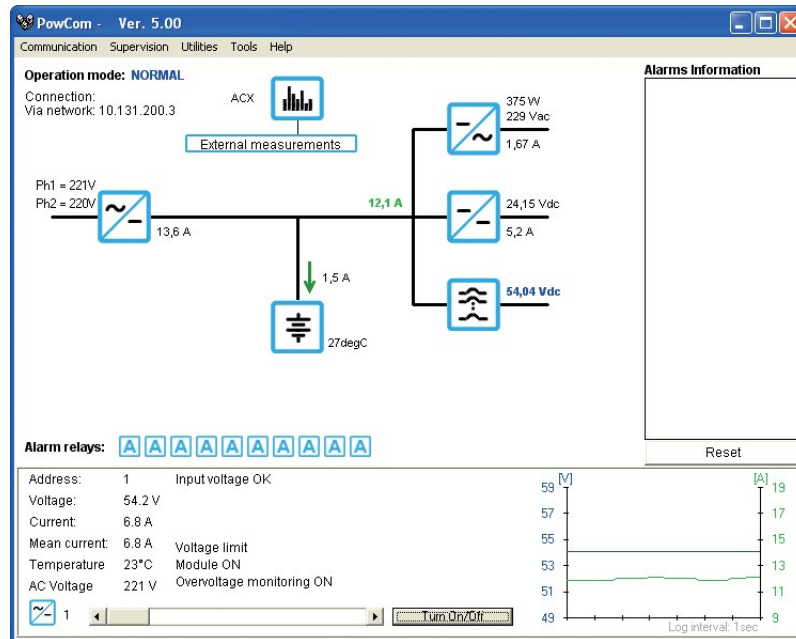 PowCom - Ver. 5.00
Communication Supervision Utilities Tools Help
Operation mode: NORMAL
Connection:
Via network: 10.131.200.3
ACX
External measurements
375 W
229 Vac
1,67 A
Alarms Information
Ph1 = 221V
Ph2 = 220V
13,6 A
12,1 A
24,15 Vdc
5,2 A
1,5 A
54,04 Vdc
27degC
Alarm relays: A A A A A A A A A A
Reset
Address: 1 Input voltage OK
Voltage: 54.2 V
Current: 6.8 A
Mean current: 6.8 A Voltage limit
Temperature 23°C Module ON
AC Voltage 221 V Overvoltage monitoring ON
1
Turn On/Off
[V] [A]
59 19
57 17
55 15
53 13
51 11
49 9
Log interval: 1sec